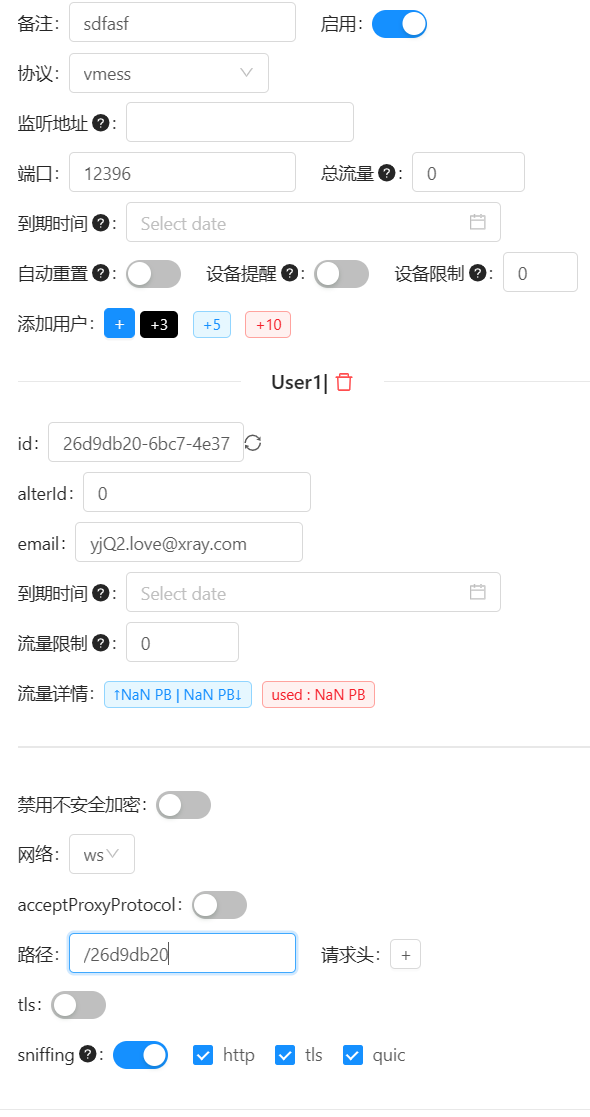 备注: sdfasf 启用:
协议: vmess
监听地址 ? :
端口: 12396 总流量 ? : 0
到期时间 ? : Select date
自动重置 ? : 设备提醒 ? : 设备限制 ? : 0
添加用户: + +3 +5 +10
User1|
id: 26d9db20-6bc7-4e37
alterId: 0
email: yjQ2.love@xray.com
到期时间 ? : Select date
流量限制 ? : 0
流量详情: ↑NaN PB | NaN PB↓ used : NaN PB
禁用不安全加密:
网络: ws
acceptProxyProtocol:
路径: /26d9db20 请求头: +
tls:
sniffing ? : http tls quic